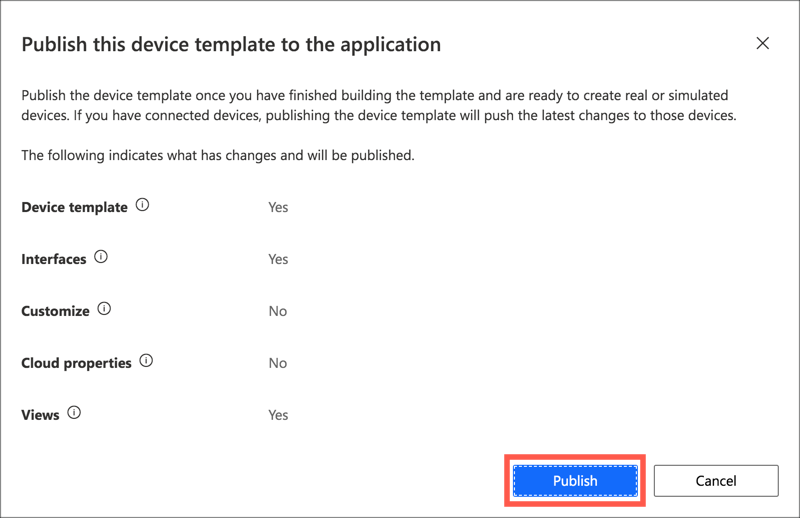 Publish this device template to the application
Publish the device template once you have finished building the template and are ready to create real or simulated
devices. If you have connected devices, publishing the device template will push the latest changes to those devices.
The following indicates what has changes and will be published.
Device template Yes
Interfaces Yes
Customize No
Cloud properties No
Views Yes
Publish Cancel